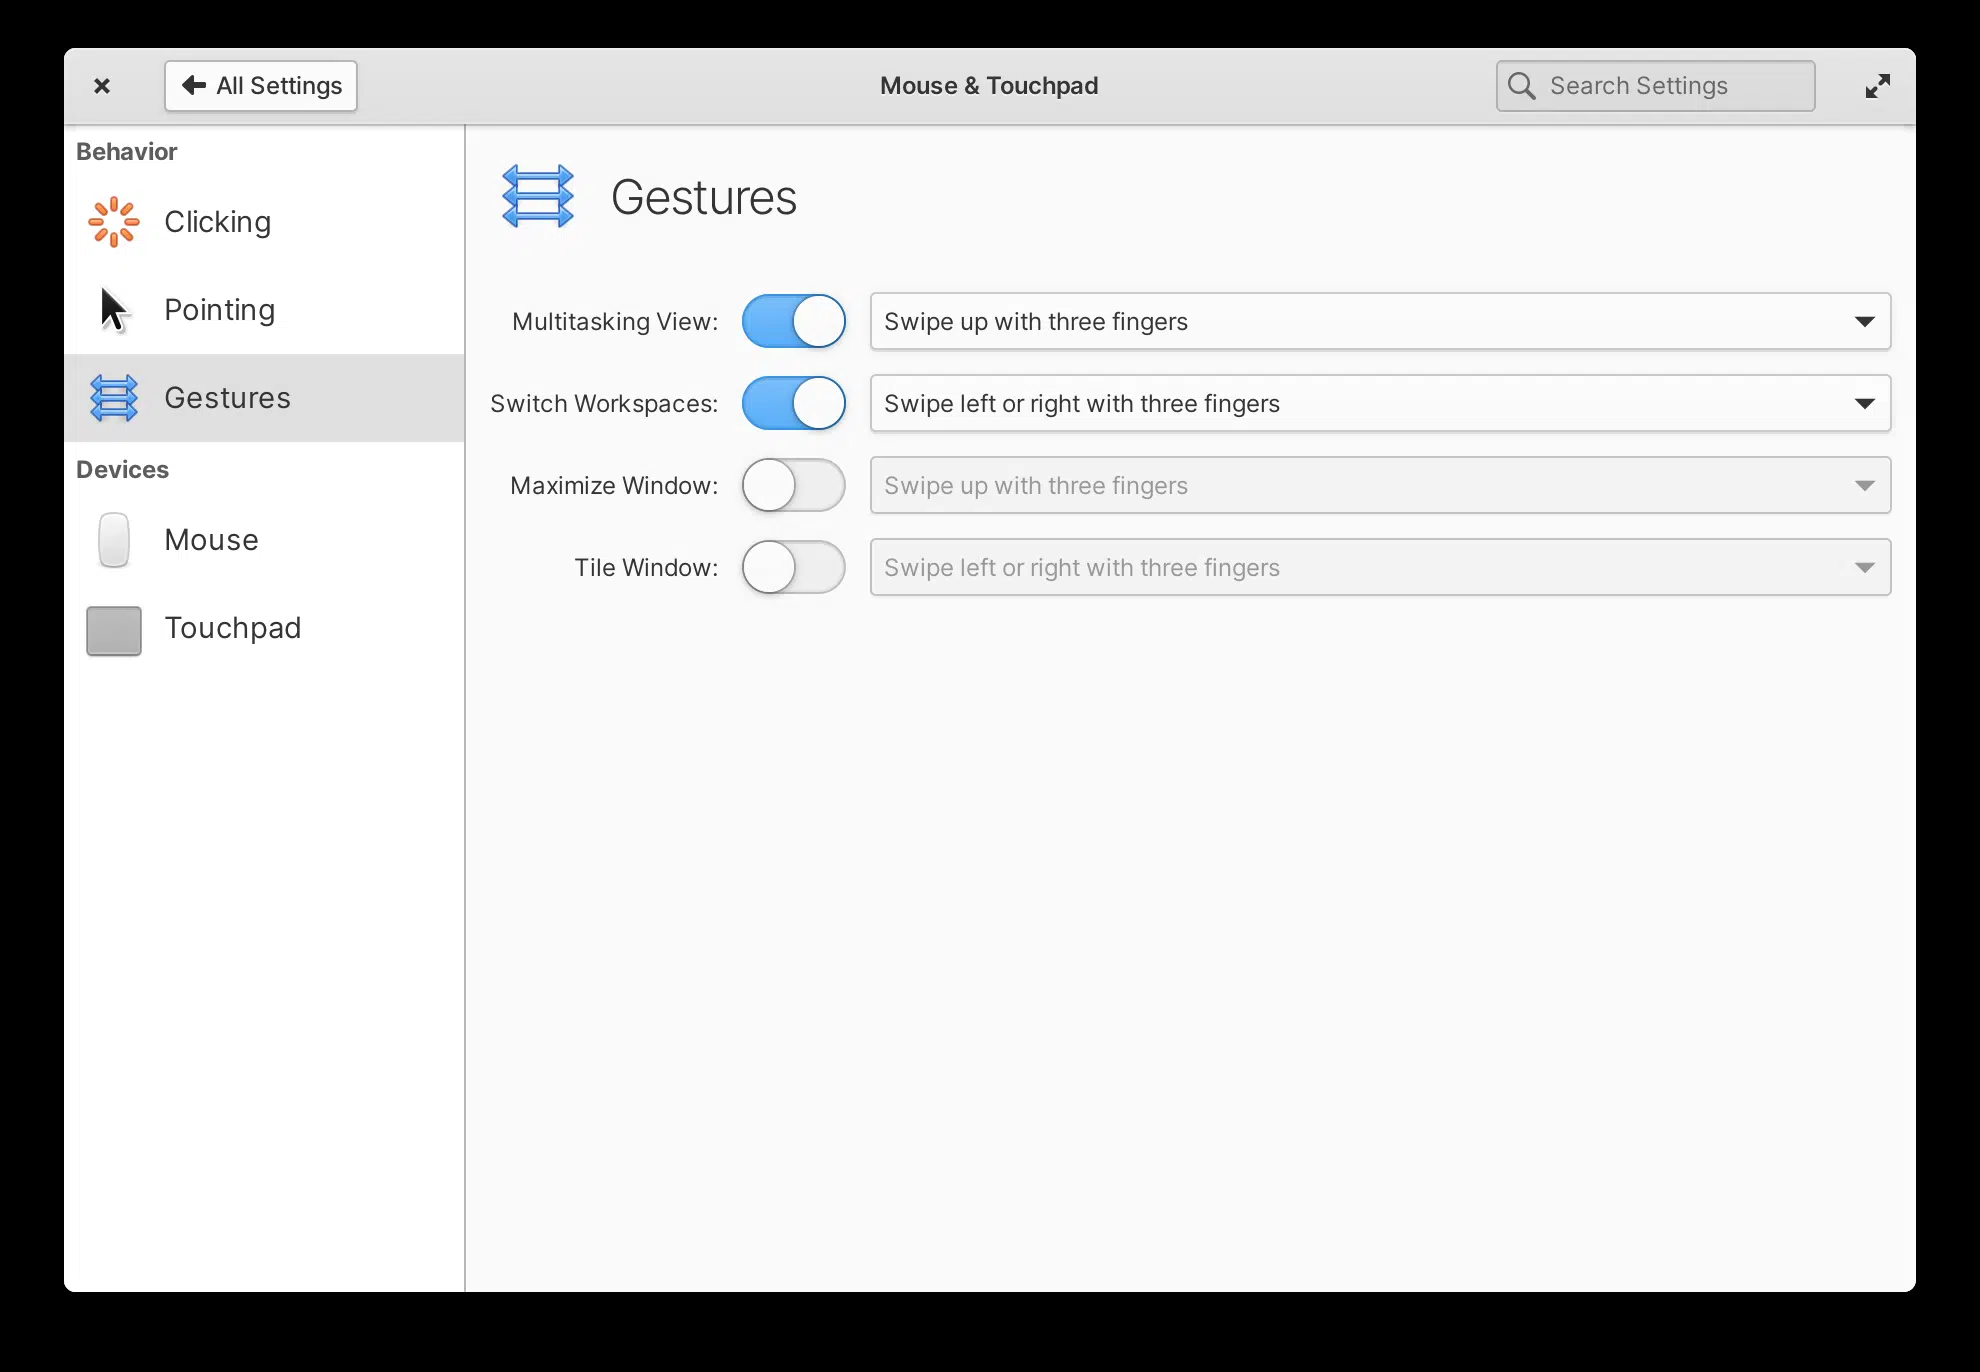 All Settings
Mouse & Touchpad
Search Settings
Behavior
Clicking
Pointing
Gestures
Devices
Mouse
Touchpad
Gestures
Multitasking View: Swipe up with three fingers
Switch Workspaces: Swipe left or right with three fingers
Maximize Window: Swipe up with three fingers
Tile Window: Swipe left or right with three fingers